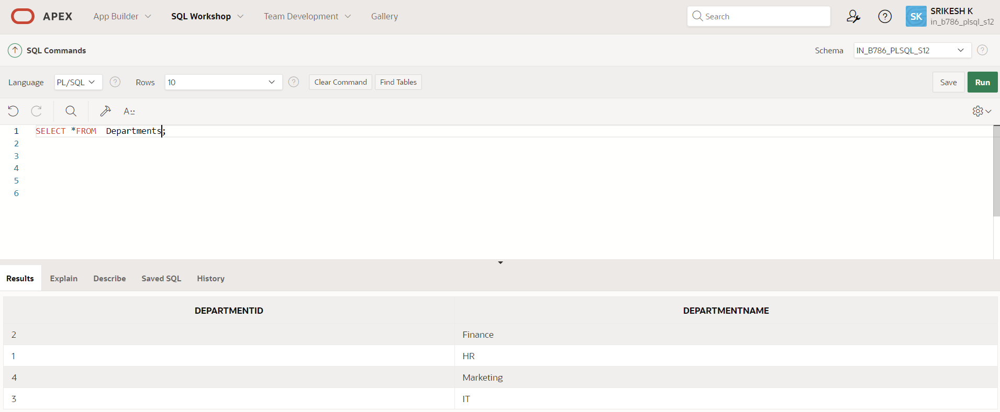 APEX App Builder SQL Workshop Team Development Gallery Search SK SRIKESH K
in_b786_plsql_s12
SQL Commands Schema IN_B786_PLSQL_S12
Language PL/SQL Rows 10 Clear Command Find Tables Save Run
A::
1 SELECT *FROM  Departments;
2
3
4
5
6
Results Explain Describe Saved SQL History
DEPARTMENTID DEPARTMENTNAME
2 Finance
1 HR
4 Marketing
3 IT